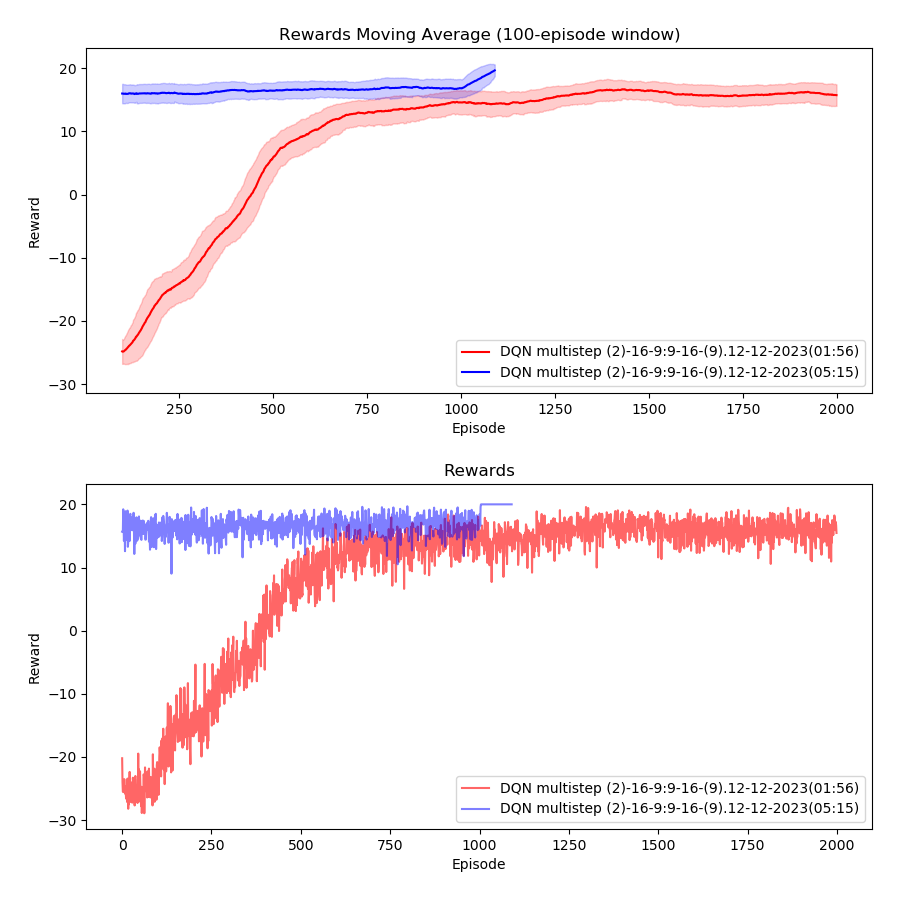 Rewards Moving Average (100-episode window)
Reward
20
10
0
−10
−20
−30
DQN multistep (2)-16-9:9-16-(9).12-12-2023(01:56)
DQN multistep (2)-16-9:9-16-(9).12-12-2023(05:15)
250 500 750 1000 1250 1500 1750 2000
Episode
Rewards
Reward
20
10
0
−10
−20
−30
DQN multistep (2)-16-9:9-16-(9).12-12-2023(01:56)
DQN multistep (2)-16-9:9-16-(9).12-12-2023(05:15)
0 250 500 750 1000 1250 1500 1750 2000
Episode